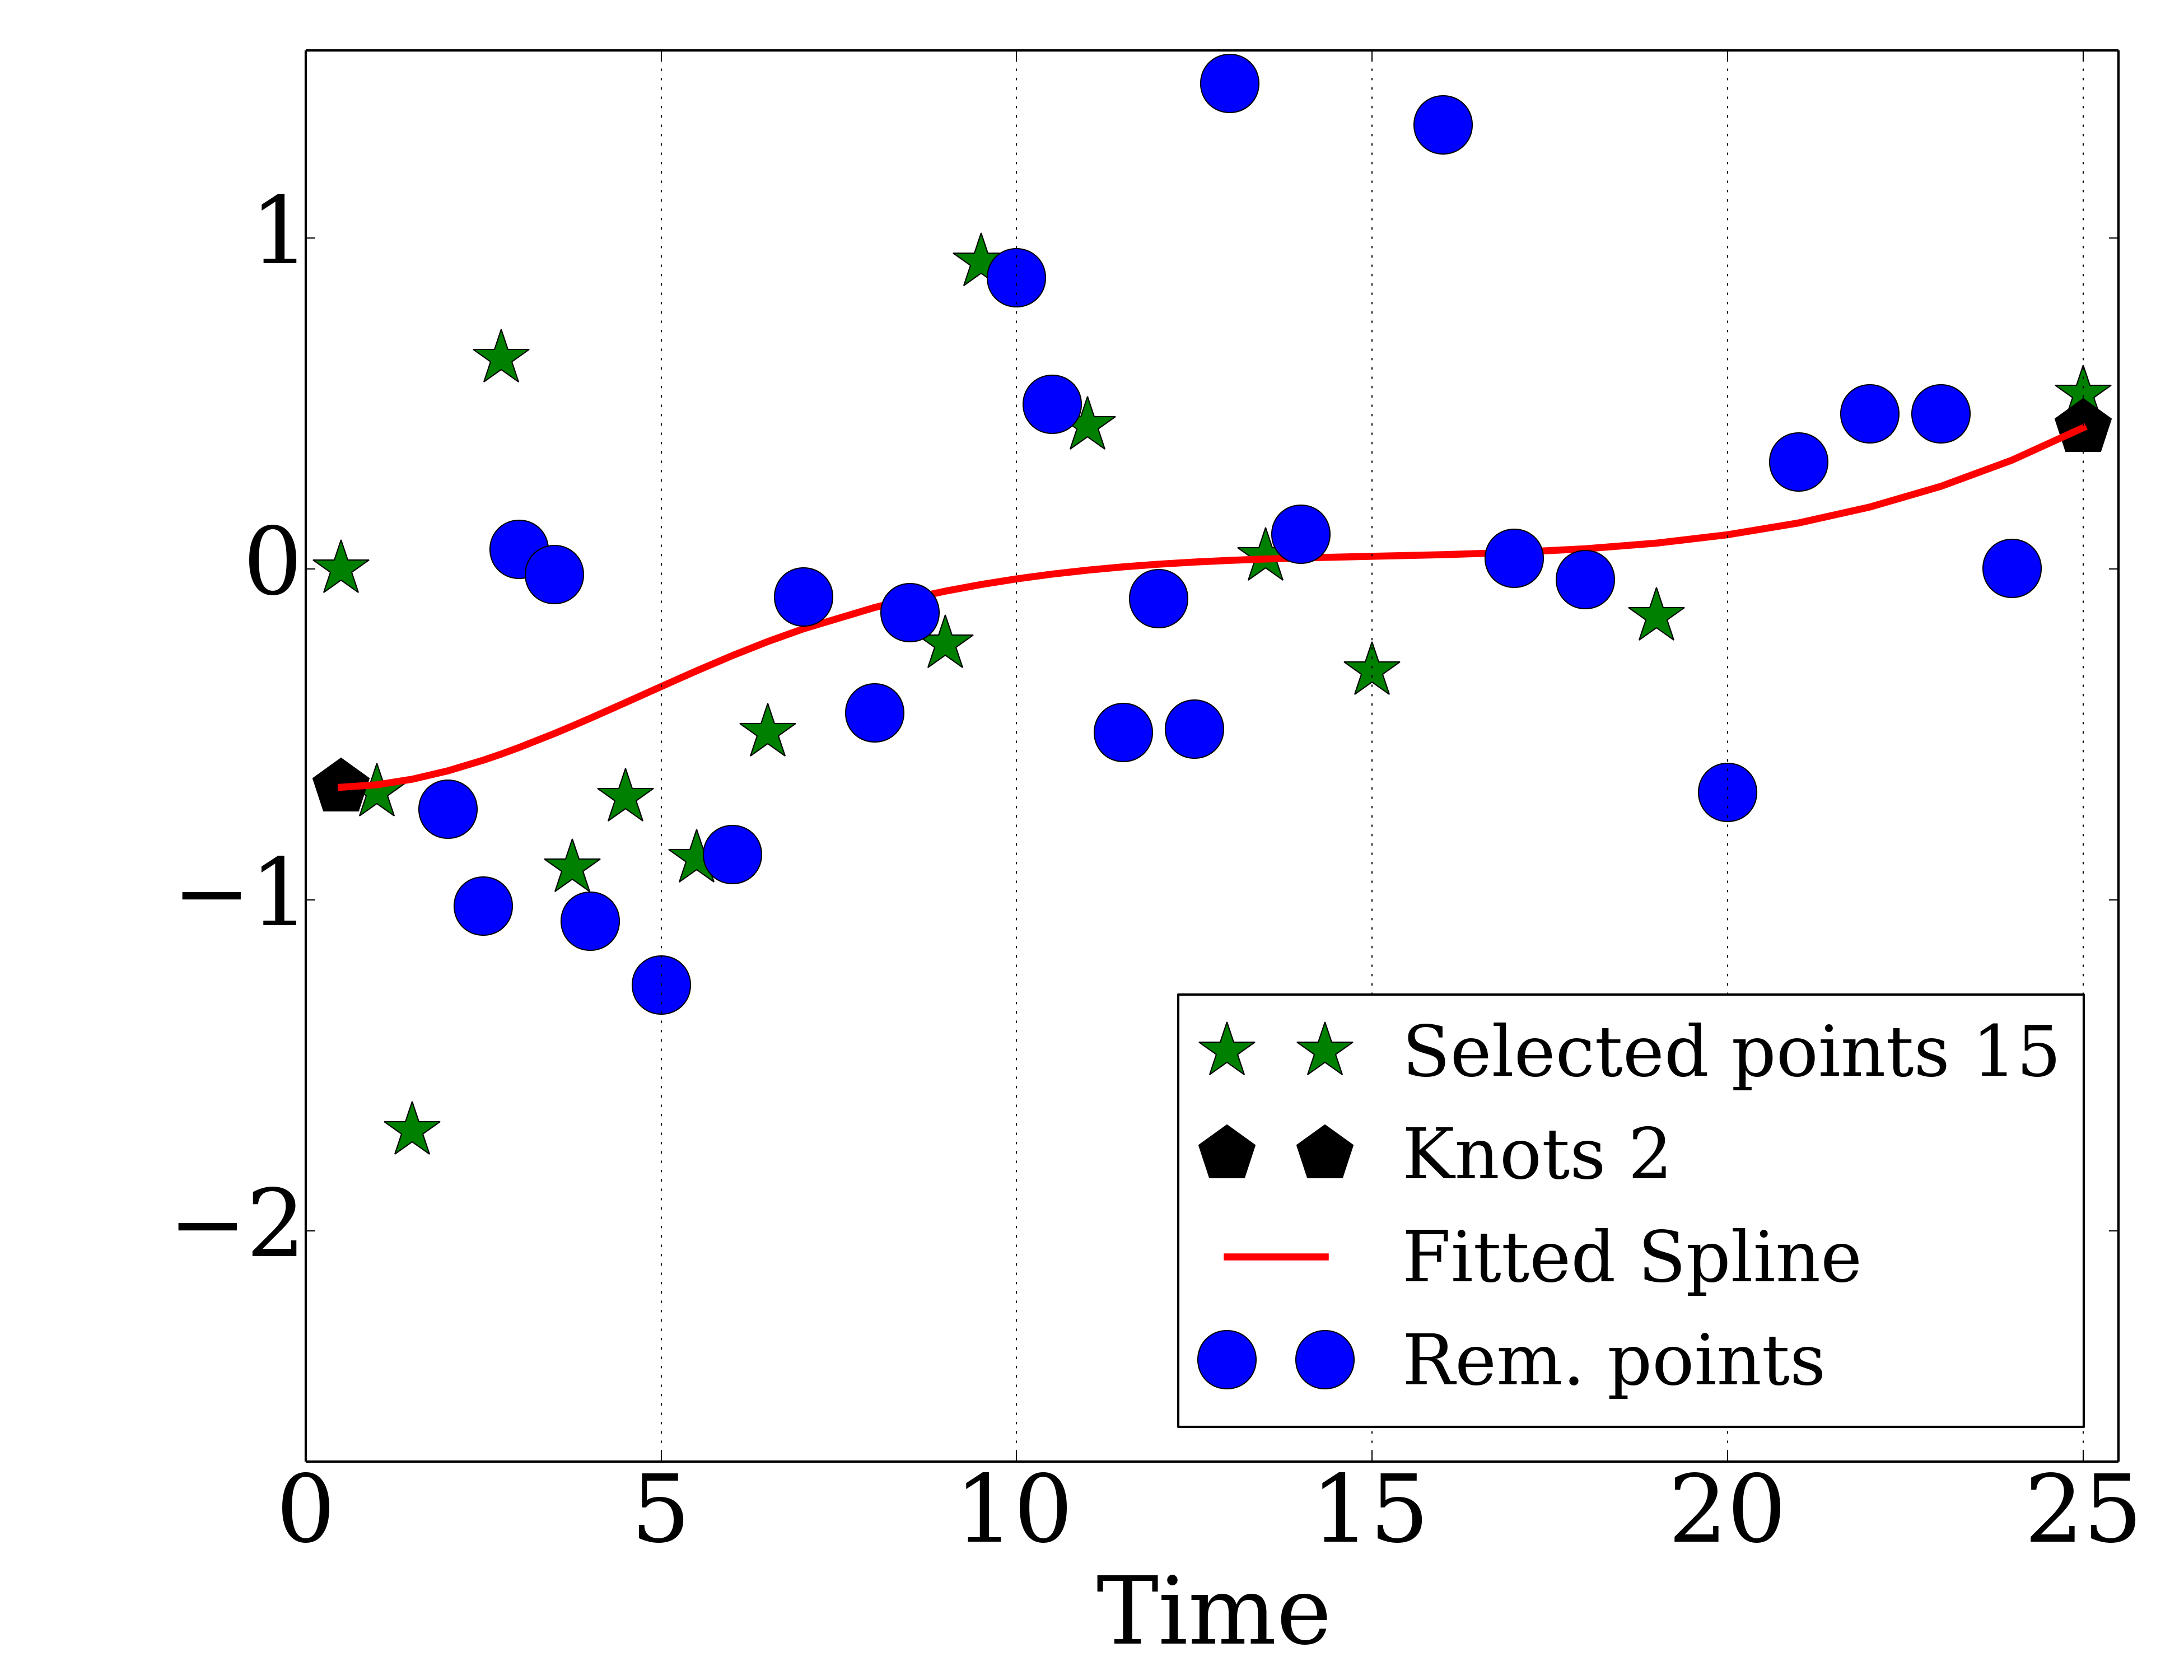 1
0
−1
−2
0 5 10 15 20 25
Time
Selected points 15
Knots 2
Fitted Spline
Rem. points